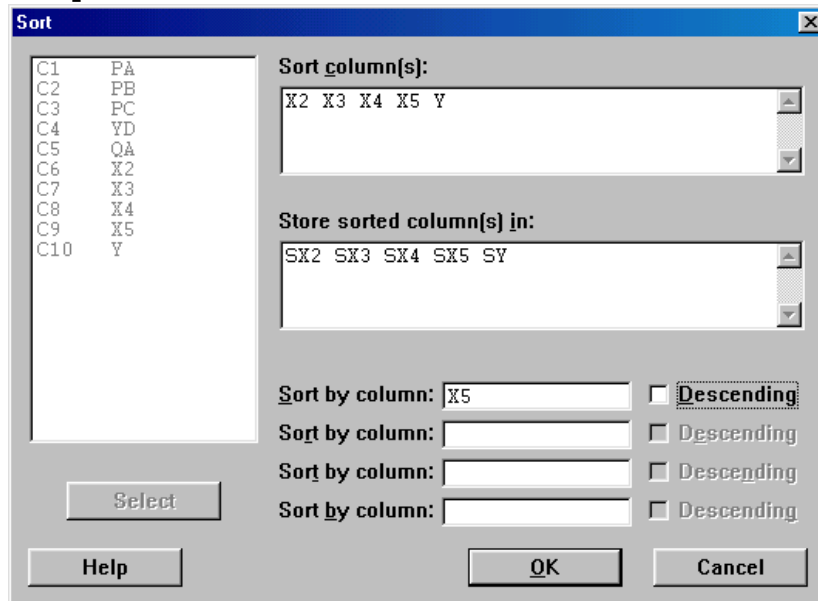 Sort
C1 PA
C2 PB
C3 PC
C4 YD
C5 QA
C6 X2
C7 X3
C8 X4
C9 X5
C10 Y
Select
Help
Sort column(s):
X2 X3 X4 X5 Y
Store sorted column(s) in:
SX2 SX3 SX4 SX5 SY
Sort by column: X5 Descending
Sort by column: Descending
Sort by column: Descending
Sort by column: Descending
OK
Cancel